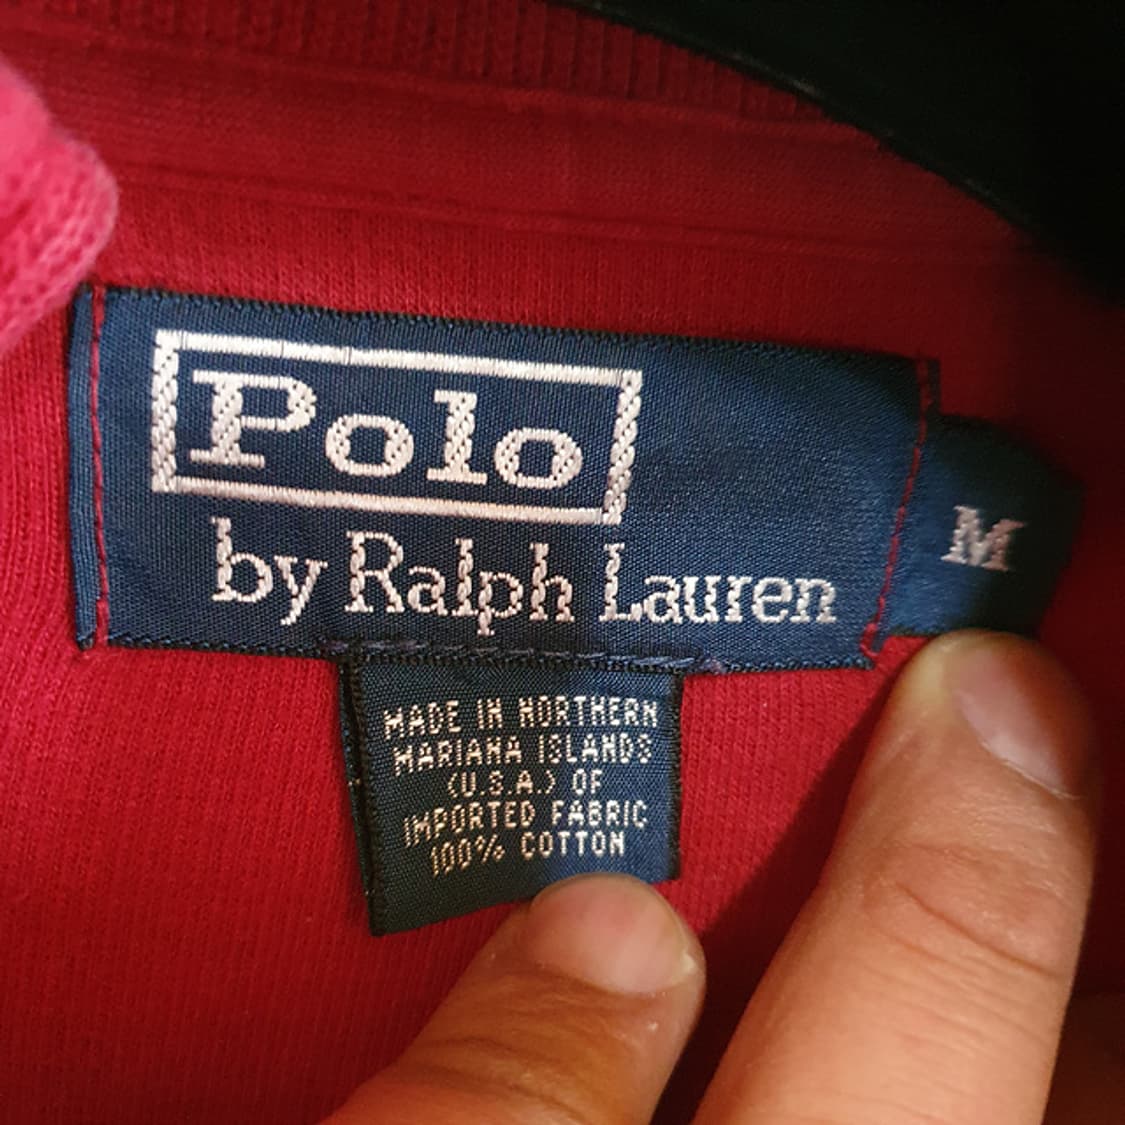 Polo
by Ralph Lauren
M
MADE IN NORTHERN
MARIANA ISLANDS
(U.S.A.) OF
IMPORTED FABRIC
100% COTTON